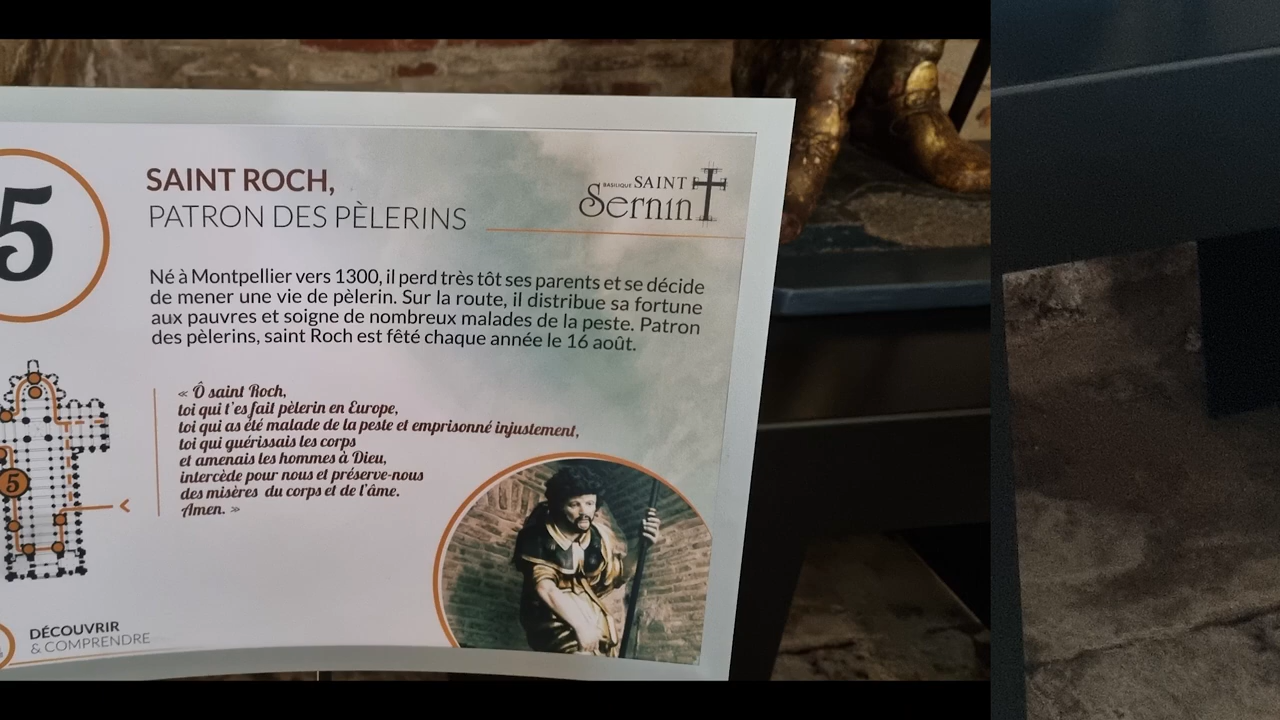 5
SAINT ROCH,
PATRON DES PÈLERINS
BASILIQUE SAINT
Sernin
Né à Montpellier vers 1300, il perd très tôt ses parents et se décide
de mener une vie de pèlerin. Sur la route, il distribue sa fortune
aux pauvres et soigne de nombreux malades de la peste. Patron
des pèlerins, saint Roch est fêté chaque année le 16 août.
« Ô saint Roch,
toi qui t'es fait pèlerin en Europe,
toi qui as été malade de la peste et emprisonné injustement,
toi qui guérissais les corps
et amenais les hommes à Dieu,
intercède pour nous et préserve-nous
des misères du corps et de l'âme.
Amen. »
5
DÉCOUVRIR
& COMPRENDRE